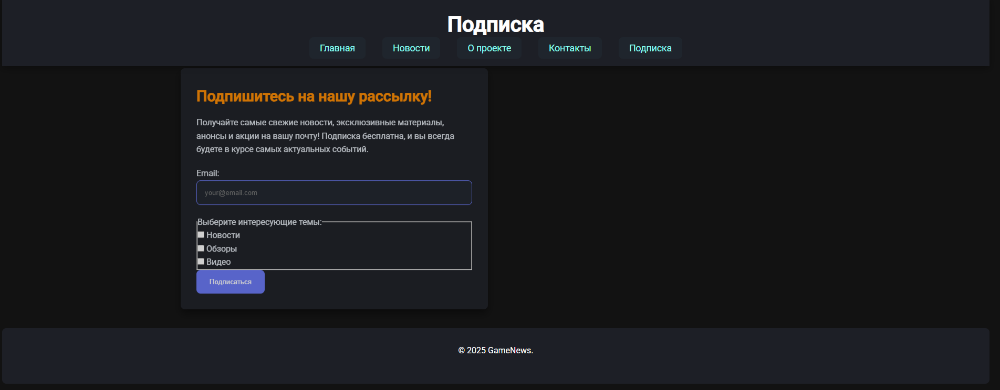 Подписка
Главная Новости О проекте Контакты Подписка
Подпишитесь на нашу рассылку!
Получайте самые свежие новости, эксклюзивные материалы,
анонсы и акции на вашу почту! Подписка бесплатна, и вы всегда
будете в курсе самых актуальных событий.
Email:
your@email.com
Выберите интересующие темы:
Новости
Обзоры
Видео
Подписаться
© 2025 GameNews.